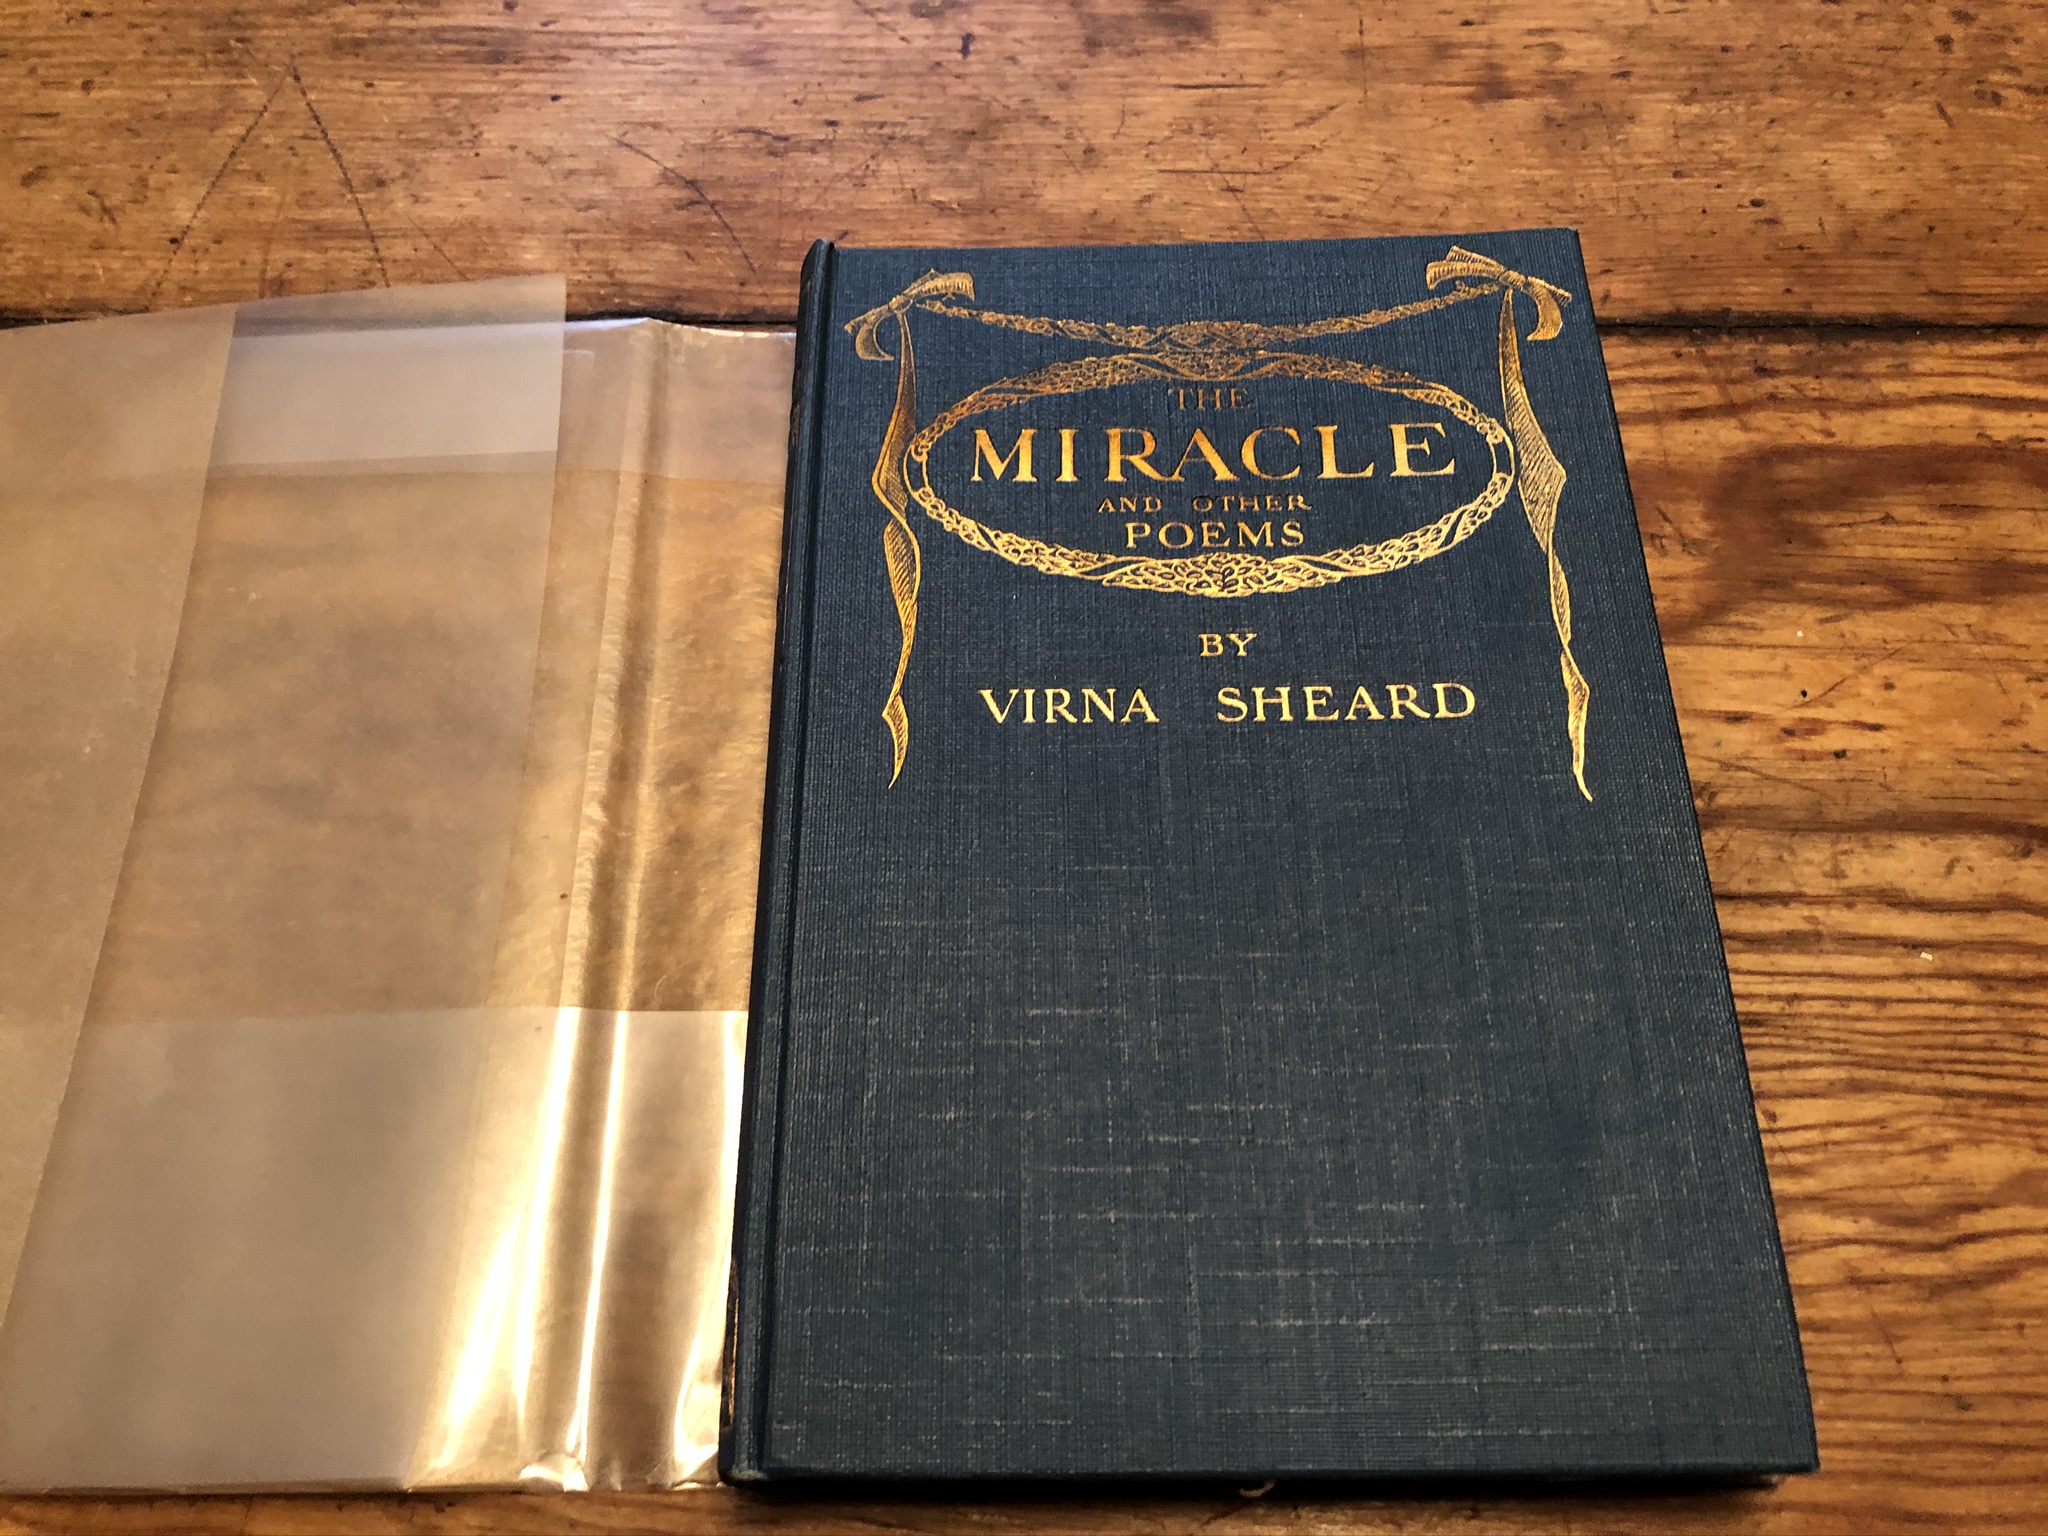 THE
MIRACLE
AND OTHER
POEMS
BY
VIRNA SHEARD